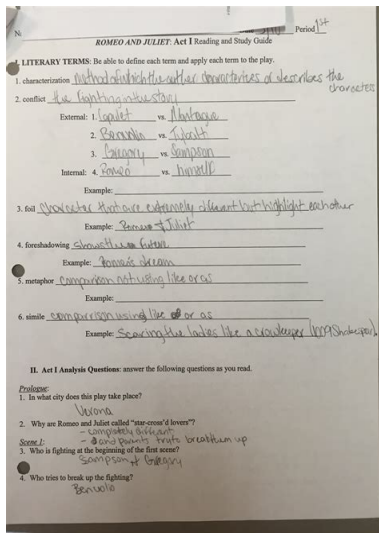 N
Period 1st
ROMEO AND JULIET: Act I Reading and Study Guide
I. LITERARY TERMS: Be able to define each term and apply each term to the play.
1. characterization method of which the author characterizes or describes the
characters
2. conflict the fighting in the story
External: 1. Capulet vs. Montague
2. Benvolio vs. Tybalt
3. Gregory vs. Sampson
Internal: 4. Romeo vs. himself
Example:
3. foil character that are extremely different but highlight each other
Example: Romeo & Juliet
4. foreshadowing shows the future
Example: Romeo's dream
5. metaphor comparison not using like or as
Example:
6. simile comparrison using like or as
Example: Scaring the ladies like a crowkeeper
II. Act I Analysis Questions: answer the following questions as you read.
Prologue:
1. In what city does this play take place?
Verona
2. Why are Romeo and Juliet called "star-cross'd lovers"?
- completely different
- and parents try to break them up
Scene 1:
3. Who is fighting at the beginning of the first scene?
Sampson & Gregory
4. Who tries to break up the fighting?
Benvolio